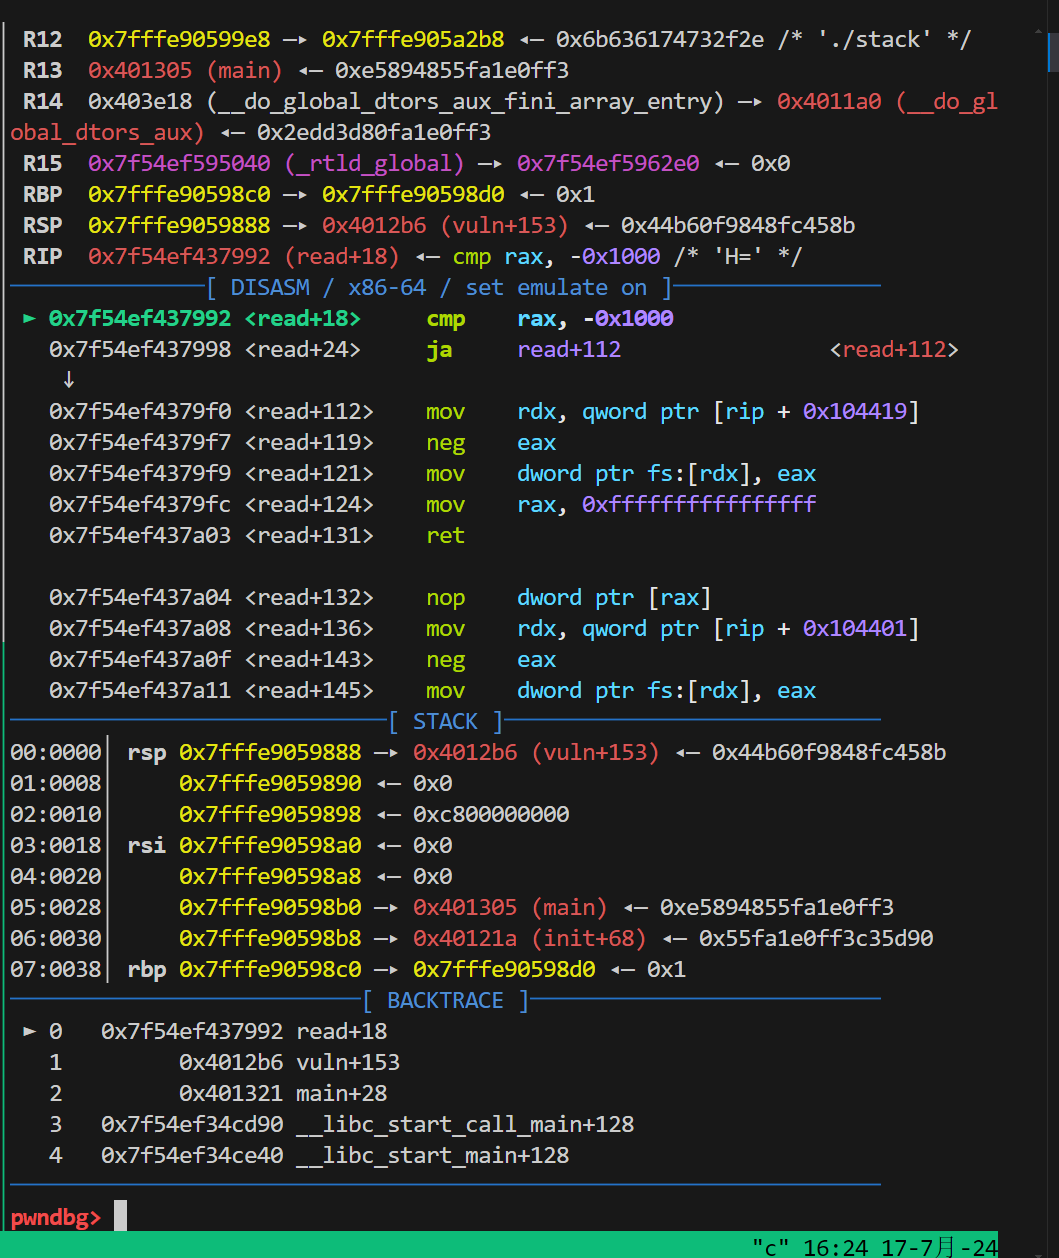 R12  0x7fffe90599e8 —▸ 0x7fffe905a2b8 ◂— 0x6b636174732f2e /* './stack' */
R13  0x401305 (main) ◂— 0xe5894855fa1e0ff3
R14  0x403e18 (__do_global_dtors_aux_fini_array_entry) —▸ 0x4011a0 (__do_gl
obal_dtors_aux) ◂— 0x2edd3d80fa1e0ff3
R15  0x7f54ef595040 (_rtld_global) —▸ 0x7f54ef5962e0 ◂— 0x0
RBP  0x7fffe90598c0 —▸ 0x7fffe90598d0 ◂— 0x1
RSP  0x7fffe9059888 —▸ 0x4012b6 (vuln+153) ◂— 0x44b60f9848fc458b
RIP  0x7f54ef437992 (read+18) ◂— cmp rax, -0x1000 /* 'H=' */
[ DISASM / x86-64 / set emulate on ]
► 0x7f54ef437992 <read+18>     cmp    rax, -0x1000
0x7f54ef437998 <read+24>     ja     read+112                <read+112>
↓
0x7f54ef4379f0 <read+112>    mov    rdx, qword ptr [rip + 0x104419]
0x7f54ef4379f7 <read+119>    neg    eax
0x7f54ef4379f9 <read+121>    mov    dword ptr fs:[rdx], eax
0x7f54ef4379fc <read+124>    mov    rax, 0xffffffffffffffff
0x7f54ef437a03 <read+131>    ret
0x7f54ef437a04 <read+132>    nop    dword ptr [rax]
0x7f54ef437a08 <read+136>    mov    rdx, qword ptr [rip + 0x104401]
0x7f54ef437a0f <read+143>    neg    eax
0x7f54ef437a11 <read+145>    mov    dword ptr fs:[rdx], eax
[ STACK ]
00:0000│ rsp 0x7fffe9059888 —▸ 0x4012b6 (vuln+153) ◂— 0x44b60f9848fc458b
01:0008│     0x7fffe9059890 ◂— 0x0
02:0010│     0x7fffe9059898 ◂— 0xc800000000
03:0018│ rsi 0x7fffe90598a0 ◂— 0x0
04:0020│     0x7fffe90598a8 ◂— 0x0
05:0028│     0x7fffe90598b0 —▸ 0x401305 (main) ◂— 0xe5894855fa1e0ff3
06:0030│     0x7fffe90598b8 —▸ 0x40121a (init+68) ◂— 0x55fa1e0ff3c35d90
07:0038│ rbp 0x7fffe90598c0 —▸ 0x7fffe90598d0 ◂— 0x1
[ BACKTRACE ]
► 0   0x7f54ef437992 read+18
1         0x4012b6 vuln+153
2         0x401321 main+28
3   0x7f54ef34cd90 __libc_start_call_main+128
4   0x7f54ef34ce40 __libc_start_main+128
pwndbg>
"c" 16:24 17-7月-24